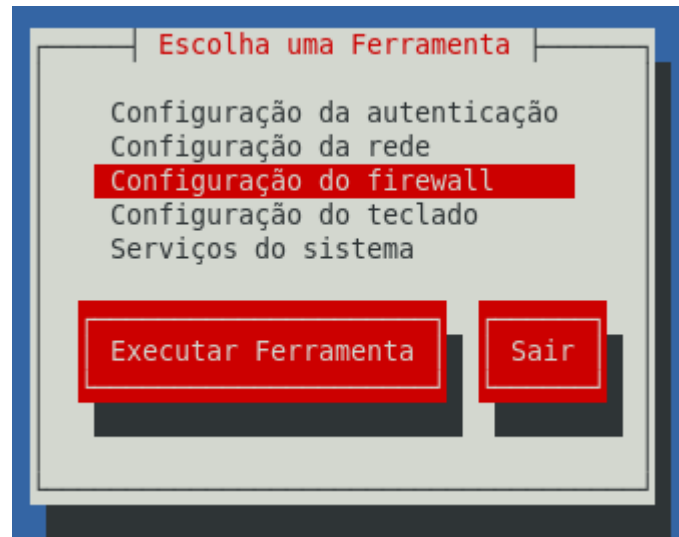 Escolha uma Ferramenta
Configuração da autenticação
Configuração da rede
Configuração do firewall
Configuração do teclado
Serviços do sistema
Executar Ferramenta
Sair